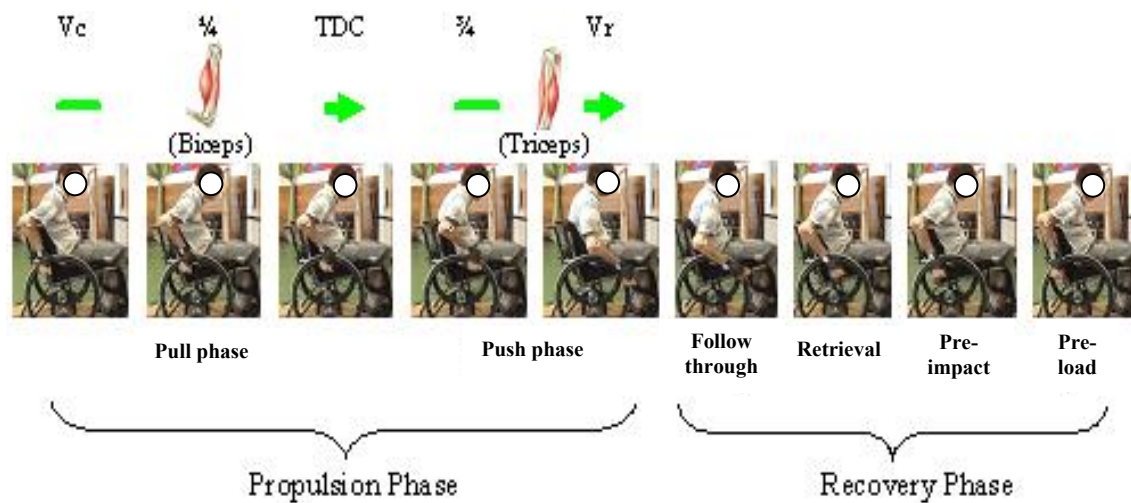 Vc ¼ TDC ¾ Vr
(Biceps) (Triceps)
Pull phase Push phase Follow through Retrieval Pre-impact Pre-load
Propulsion Phase Recovery Phase